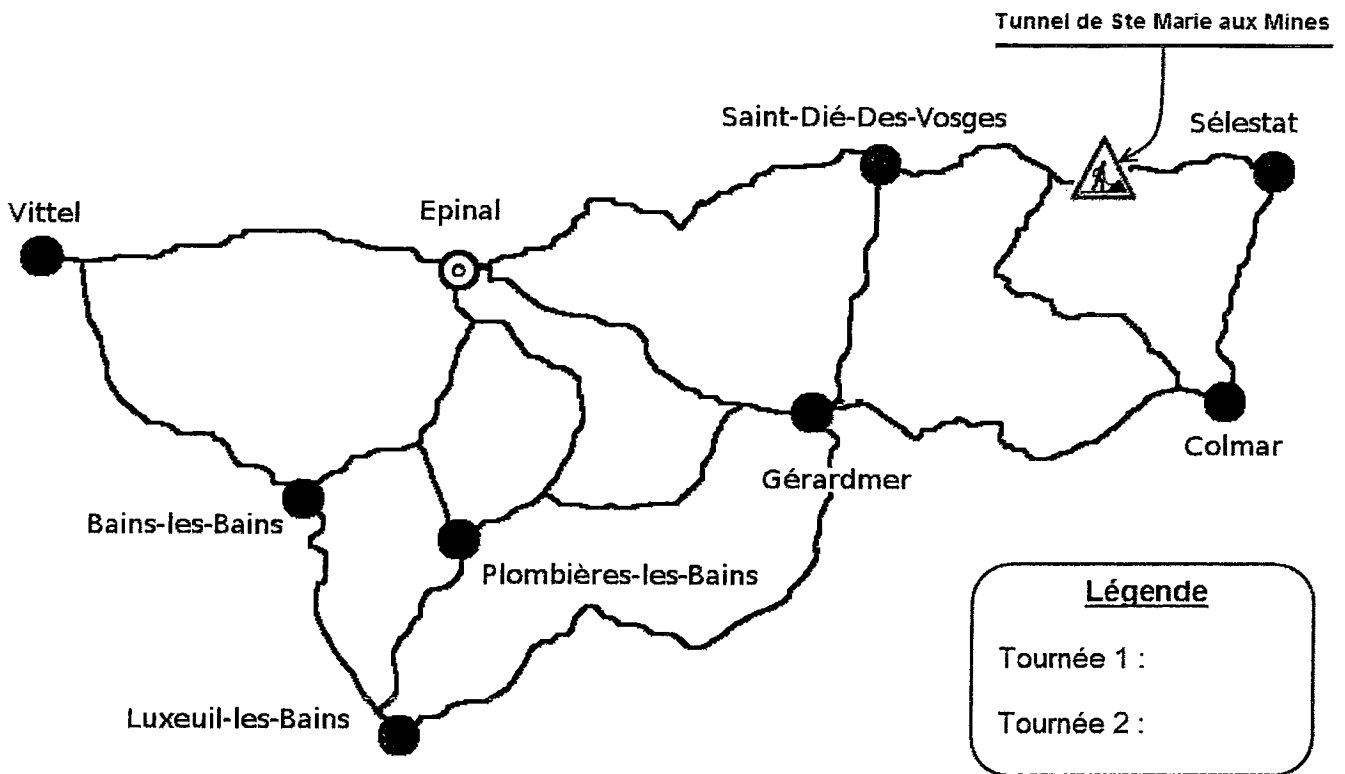 Tunnel de Ste Marie aux Mines
Saint-Dié-Des-Vosges
Sélestat
Vittel
Epinal
Colmar
Gérardmer
Bains-les-Bains
Plombières-les-Bains
Légende
Tournée 1 :
Luxeuil-les-Bains
Tournée 2 :